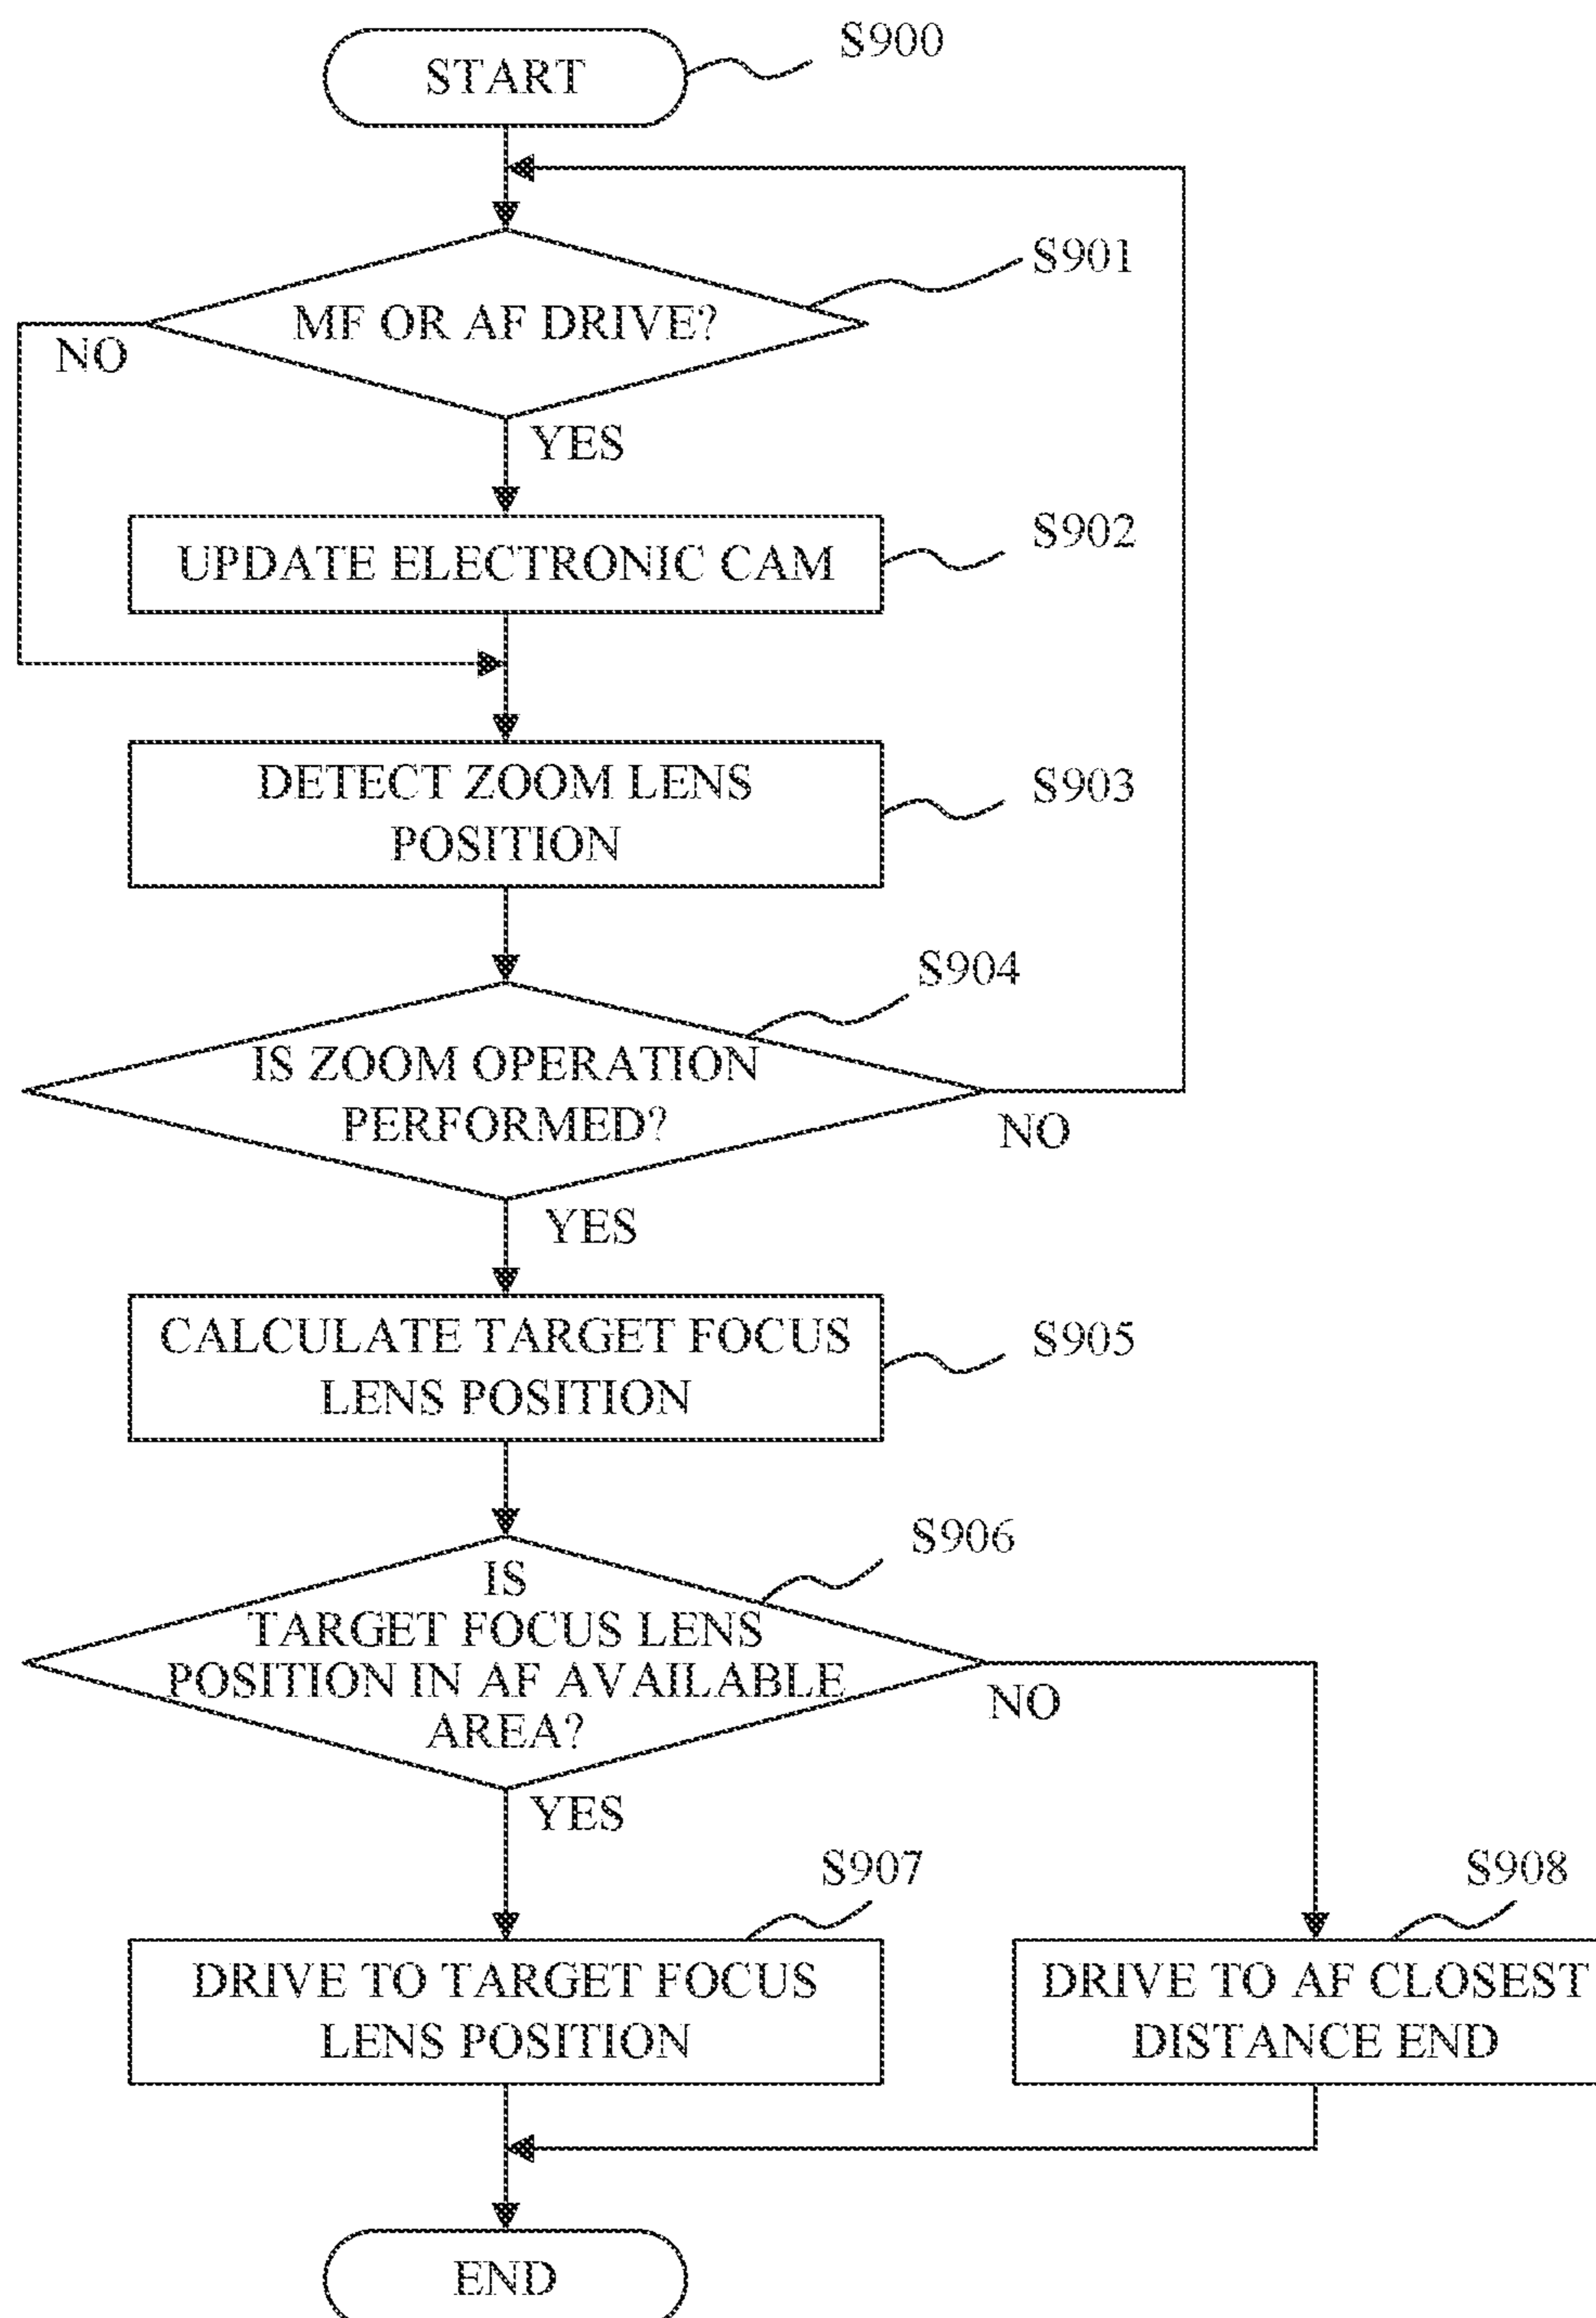 START
S900
MF OR AF DRIVE?
S901
NO
YES
UPDATE ELECTRONIC CAM
S902
DETECT ZOOM LENS
POSITION
S903
S904
IS ZOOM OPERATION
PERFORMED?
NO
YES
CALCULATE TARGET FOCUS
LENS POSITION
S905
S906
IS
TARGET FOCUS LENS
POSITION IN AF AVAILABLE
AREA?
NO
YES
S907
DRIVE TO TARGET FOCUS
LENS POSITION
S908
DRIVE TO AF CLOSEST
DISTANCE END
END